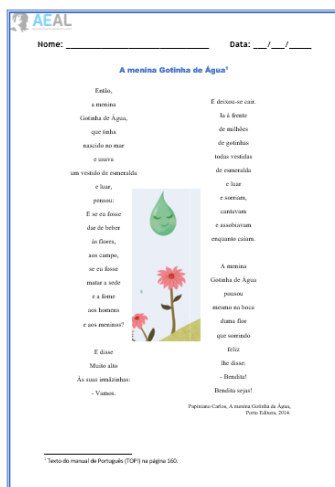 AEAL
Nome: ______________________________ Data: ___/___/_____
A menina Gotinha de Água¹
Então,
a menina
Gotinha de Água,
que tinha
nascido no mar
e usava
um vestido de esmeralda
e luar,
pensou:
E se eu fosse
dar de beber
às flores,
aos campo,
se eu fosse
matar a sede
e a fome
aos homens
e aos meninos?
E disse
Muito alto
Às suas irmãzinhas:
- Vamos.
E deixou-se cair.
Ia à frente
de milhões
de gotinhas
todas vestidas
de esmeralda
e luar
e sorriam,
cantavam
e assobiavam
enquanto caíam.
A menina
Gotinha de Água
pousou
mesmo na boca
duma flor
que sorrindo
feliz
lhe disse:
- Bendita!
Bendita sejas!
Papiniano Carlos, A menina Gotinha de Água,
Porto Editora, 2014.
¹ Texto do manual de Português (TOP!) na página 160.